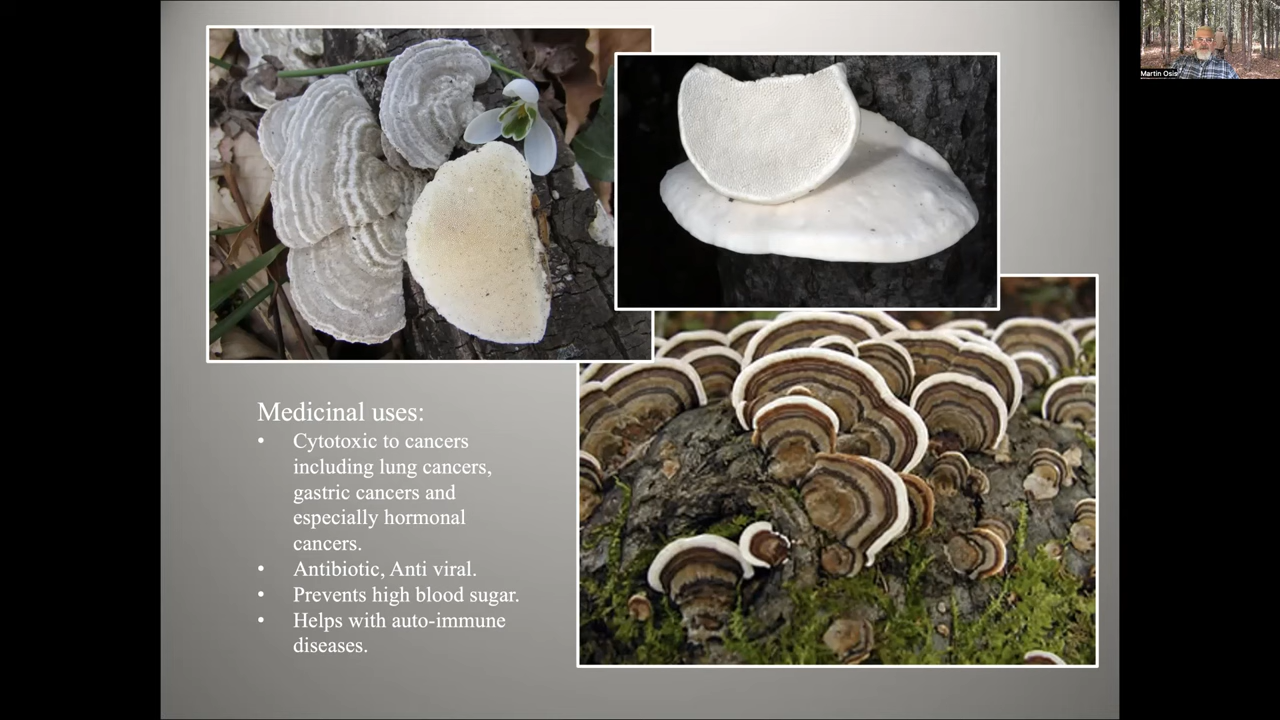 Martin Osis
Medicinal uses:
• Cytotoxic to cancers
including lung cancers,
gastric cancers and
especially hormonal
cancers.
• Antibiotic, Anti viral.
• Prevents high blood sugar.
• Helps with auto-immune
diseases.